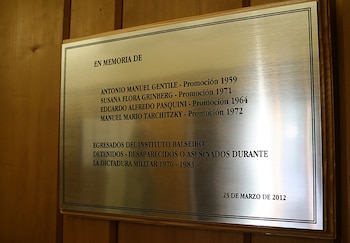 EN MEMORIA DE
ANTONIO MANUEL GENTILE - Promoción 1959
SUSANA FLORA GRINBERG - Promoción 1971
EDUARDO ALFREDO PASQUINI - Promoción 1964
MANUEL MARIO TARCHITZKY - Promoción 1972
EGRESADOS DEL INSTITUTO BALSEIRO
DETENIDOS - DESAPARECIDOS O ASESINADOS DURANTE
LA DICTADURA MILITAR 1976 - 1983
23 DE MARZO DE 2012